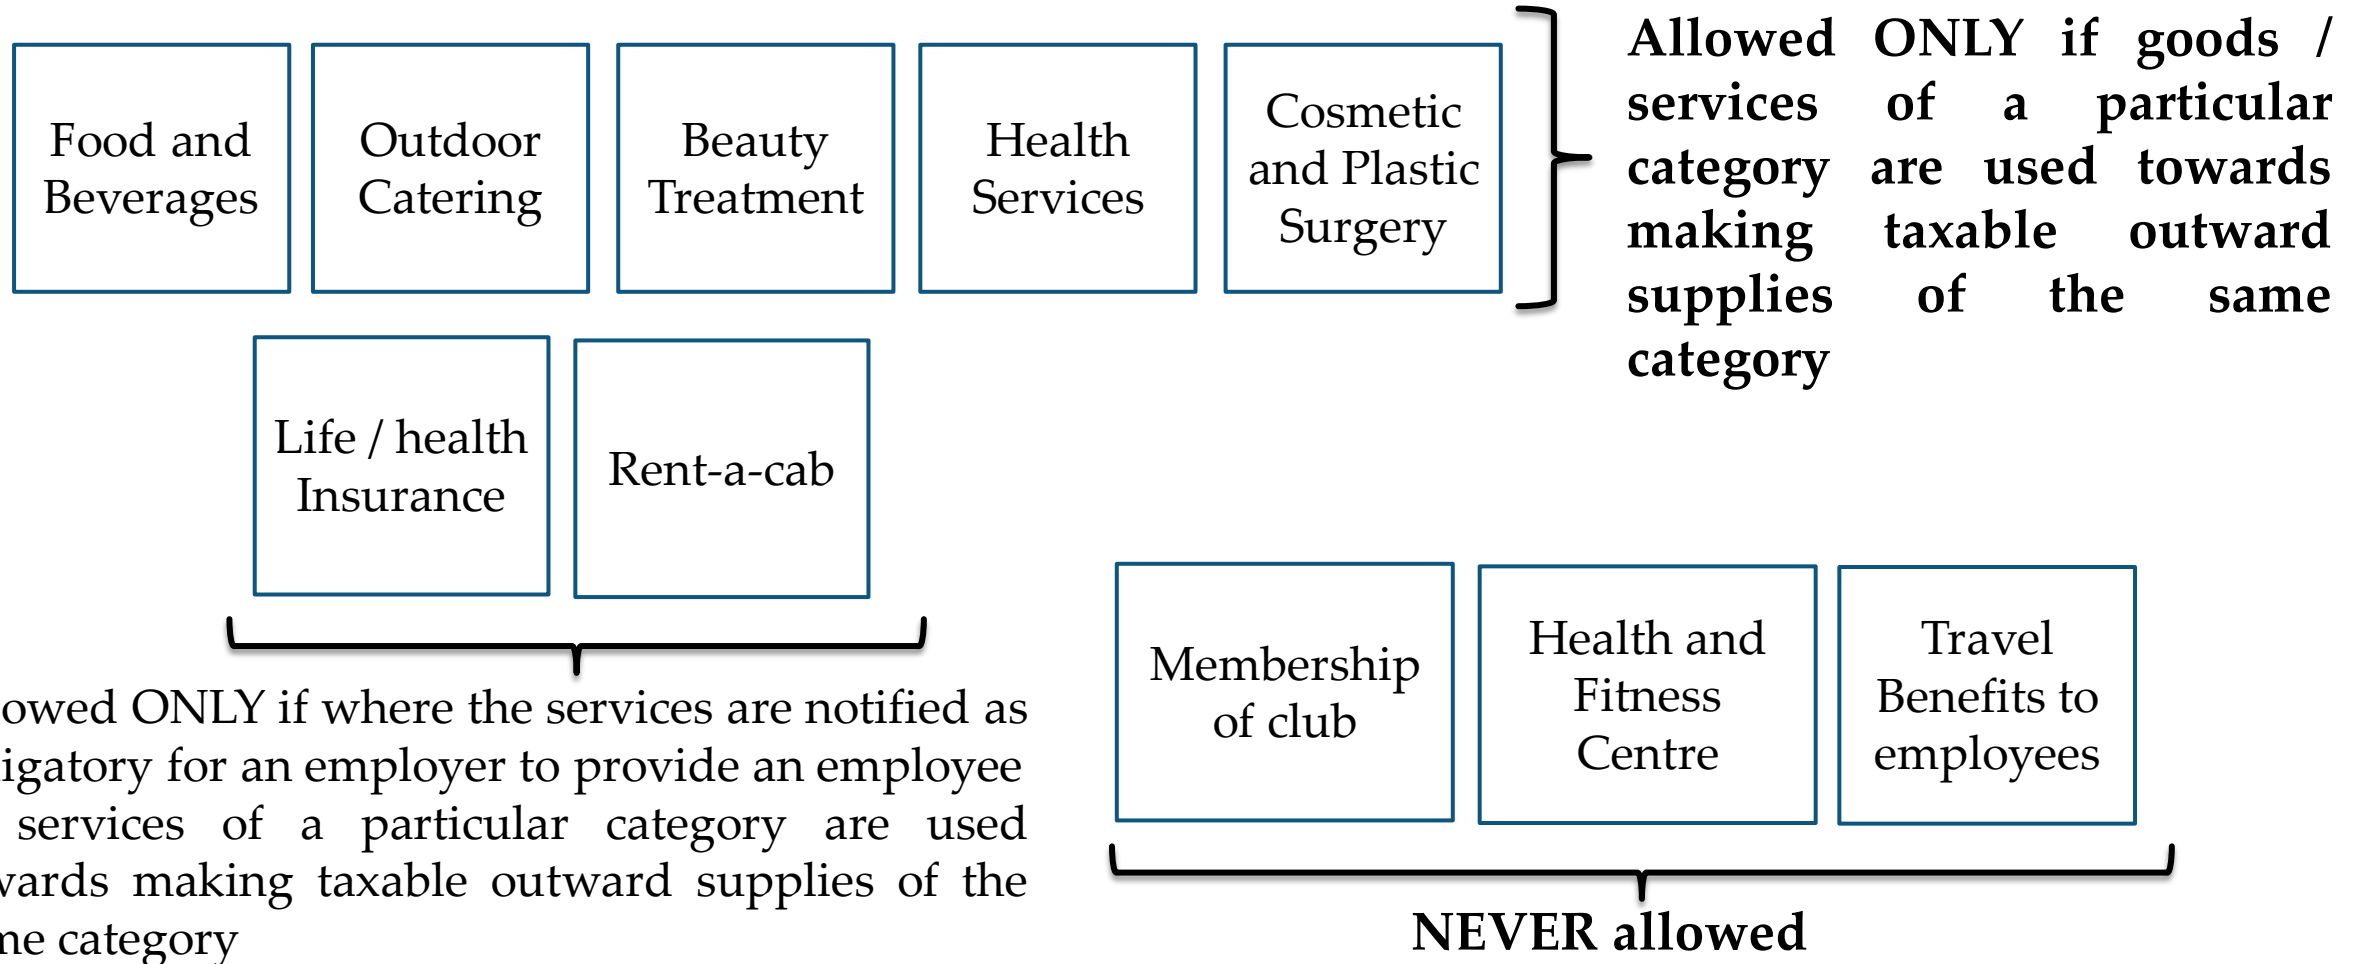 Food and
Beverages
Outdoor
Catering
Beauty
Treatment
Health
Services
Cosmetic
and Plastic
Surgery
Allowed ONLY if goods /
services of a particular
category are used towards
making taxable outward
supplies of the same
category
Life / health
Insurance
Rent-a-cab
owed ONLY if where the services are notified as
igatory for an employer to provide an employee
services of a particular category are used
wards making taxable outward supplies of the
me category
Membership
of club
Health and
Fitness
Centre
Travel
Benefits to
employees
NEVER allowed